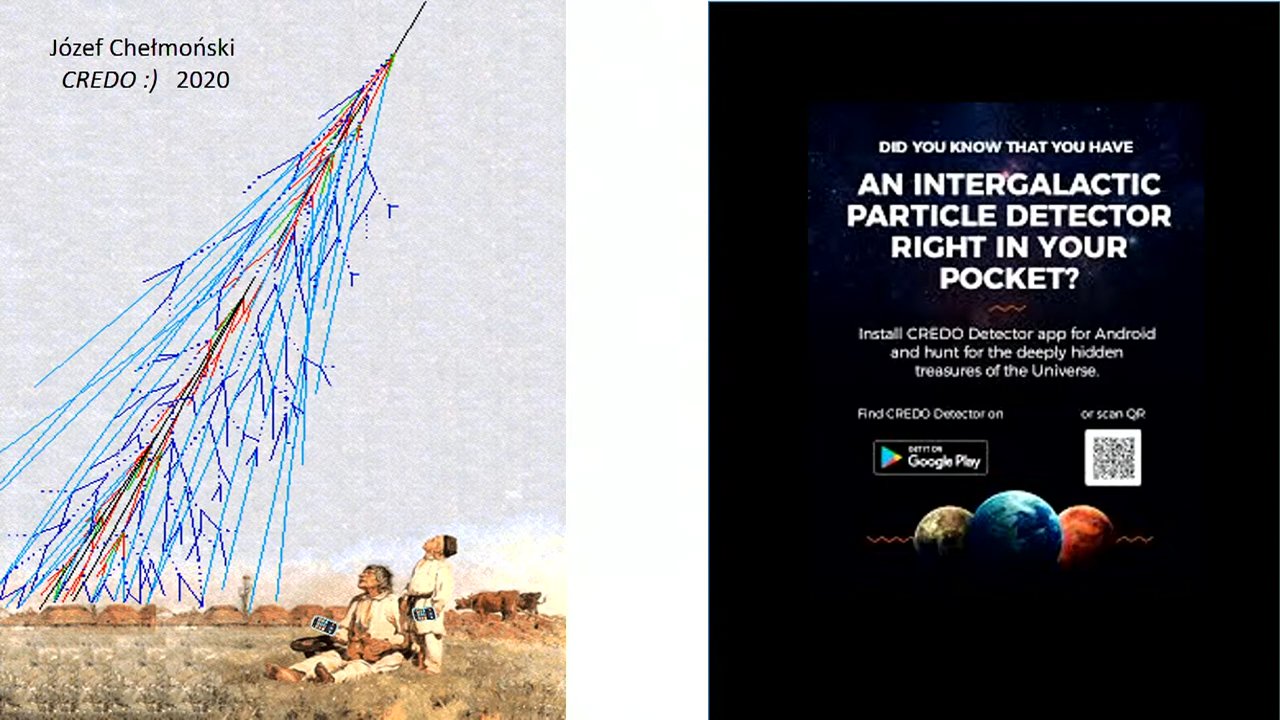 Józef Chełmoński
CREDO :) 2020
DID YOU KNOW THAT YOU HAVE
AN INTERGALACTIC
PARTICLE DETECTOR
RIGHT IN YOUR
POCKET?
Install CREDO Detector app for Android
and hunt for the deeply hidden
treasures of the Universe.
Find CREDO Detector on
or scan QR
GET IT ON
Google Play